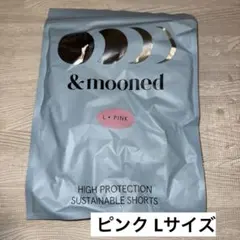 &mooned
L • PINK
HIGH PROTECTION
SUSTAINABLE SHORTS
ピンク Lサイズ